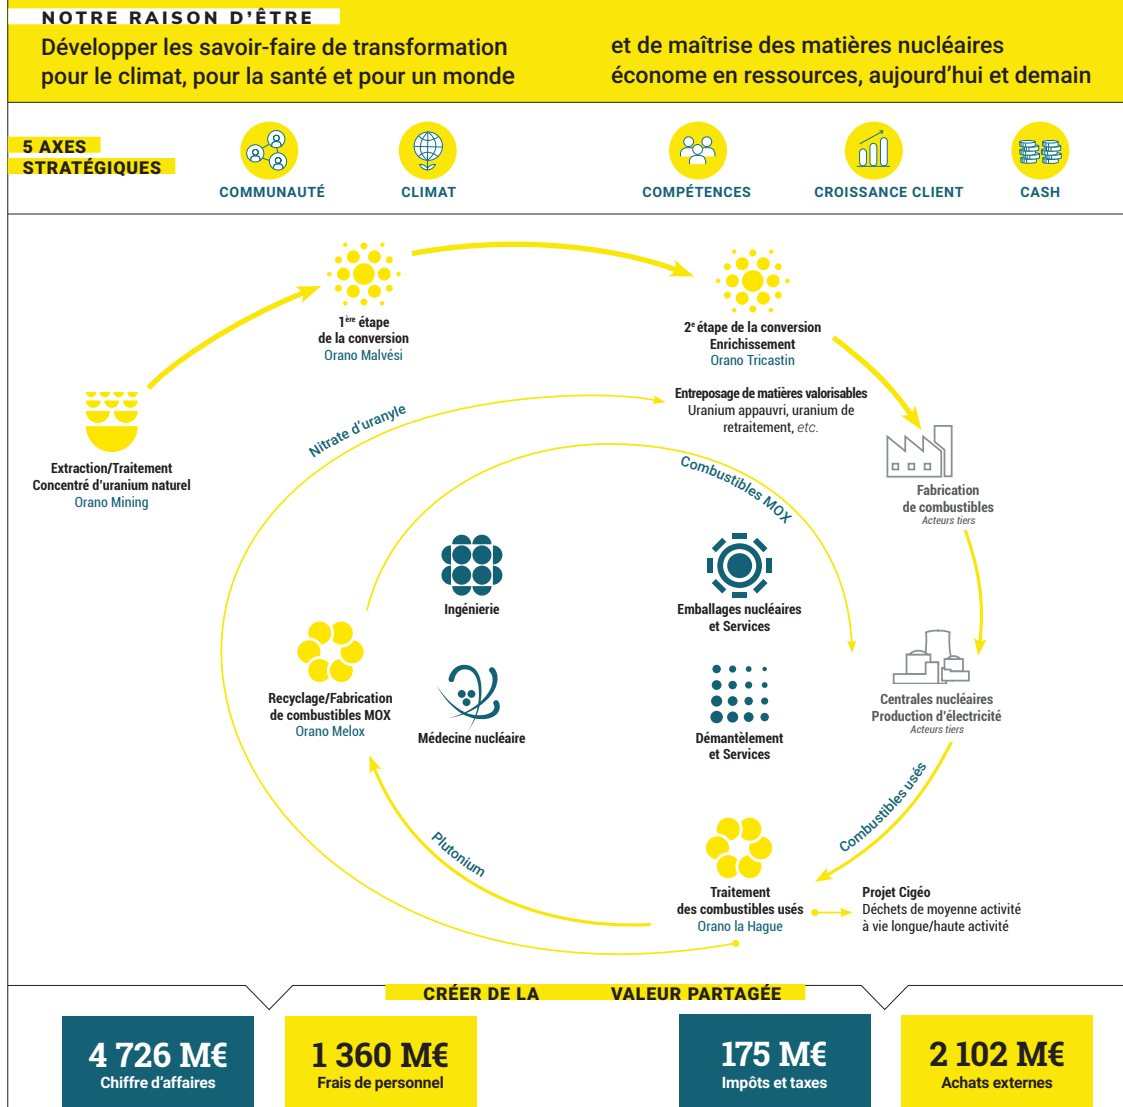 NOTRE RAISON D'ÊTRE
Développer les savoir-faire de transformation
pour le climat, pour la santé et pour un monde
et de maîtrise des matières nucléaires
économe en ressources, aujourd'hui et demain
5 AXES
STRATÉGIQUES
COMMUNAUTÉ
CLIMAT
COMPÉTENCES
CROISSANCE CLIENT
CASH
1ère étape
de la conversion
Orano Malvési
2e étape de la conversion
Enrichissement
Orano Tricastin
Extraction/Traitement
Concentré d'uranium naturel
Orano Mining
Nitrate d'uranyle
Entreposage de matières valorisables
Uranium appauvri, uranium de
retraitement, etc.
Combustibles MOX
Fabrication
de combustibles
Acteurs tiers
Ingénierie
Emballages nucléaires
et Services
Recyclage/Fabrication
de combustibles MOX
Orano Melox
Médecine nucléaire
Démantèlement
et Services
Centrales nucléaires
Production d'électricité
Acteurs tiers
Combustibles usés
Plutonium
Traitement
des combustibles usés
Orano la Hague
Projet Cigéo
Déchets de moyenne activité
à vie longue/haute activité
CRÉER DE LA VALEUR PARTAGÉE
4 726 M€
Chiffre d'affaires
1 360 M€
Frais de personnel
175 M€
Impôts et taxes
2 102 M€
Achats externes